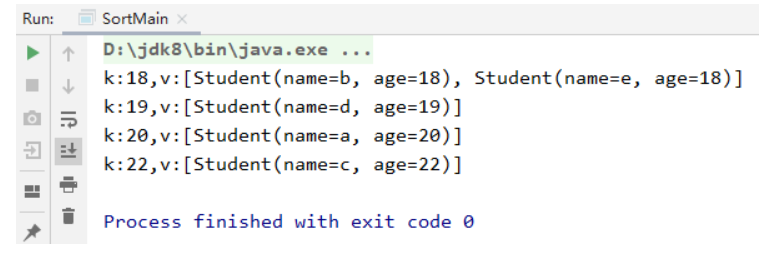 Run: SortMain
D:\jdk8\bin\java.exe ...
k:18,v:[Student(name=b, age=18), Student(name=e, age=18)]
k:19,v:[Student(name=d, age=19)]
k:20,v:[Student(name=a, age=20)]
k:22,v:[Student(name=c, age=22)]
Process finished with exit code 0